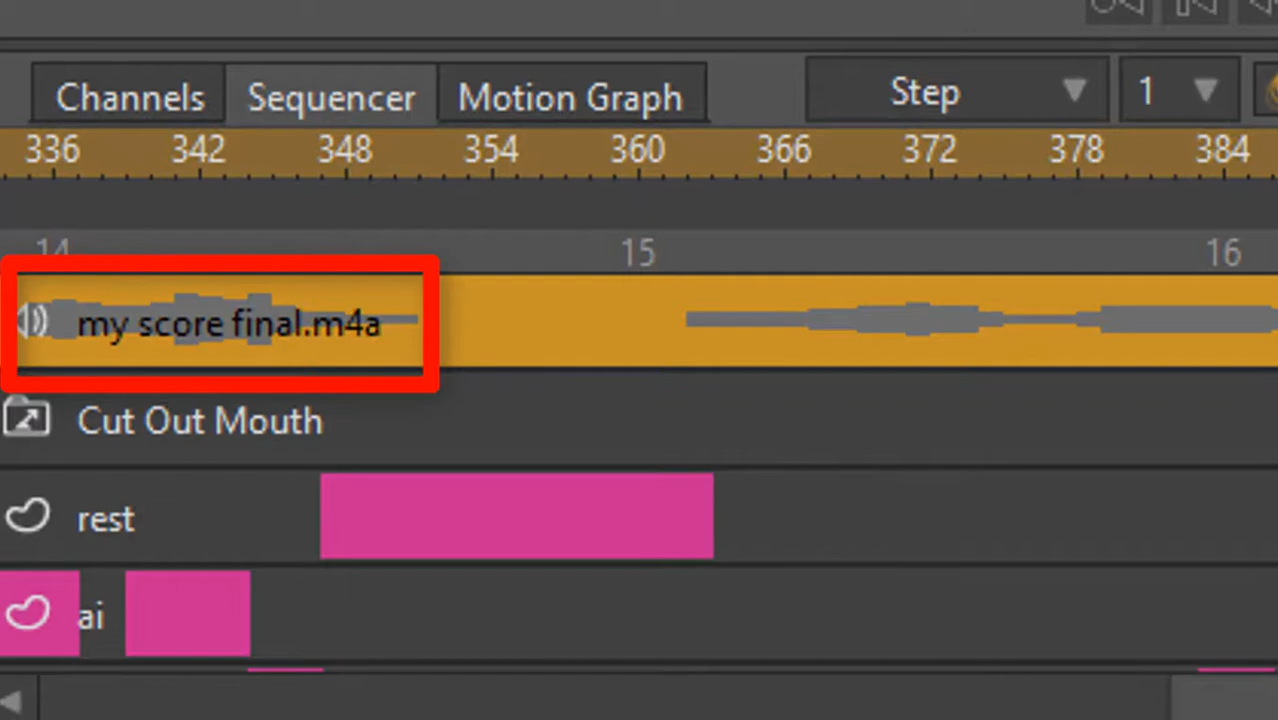 Channels Sequencer Motion Graph Step 1
336 342 348 354 360 366 372 378 384
14 15 16
my score final.m4a
Cut Out Mouth
rest
ai